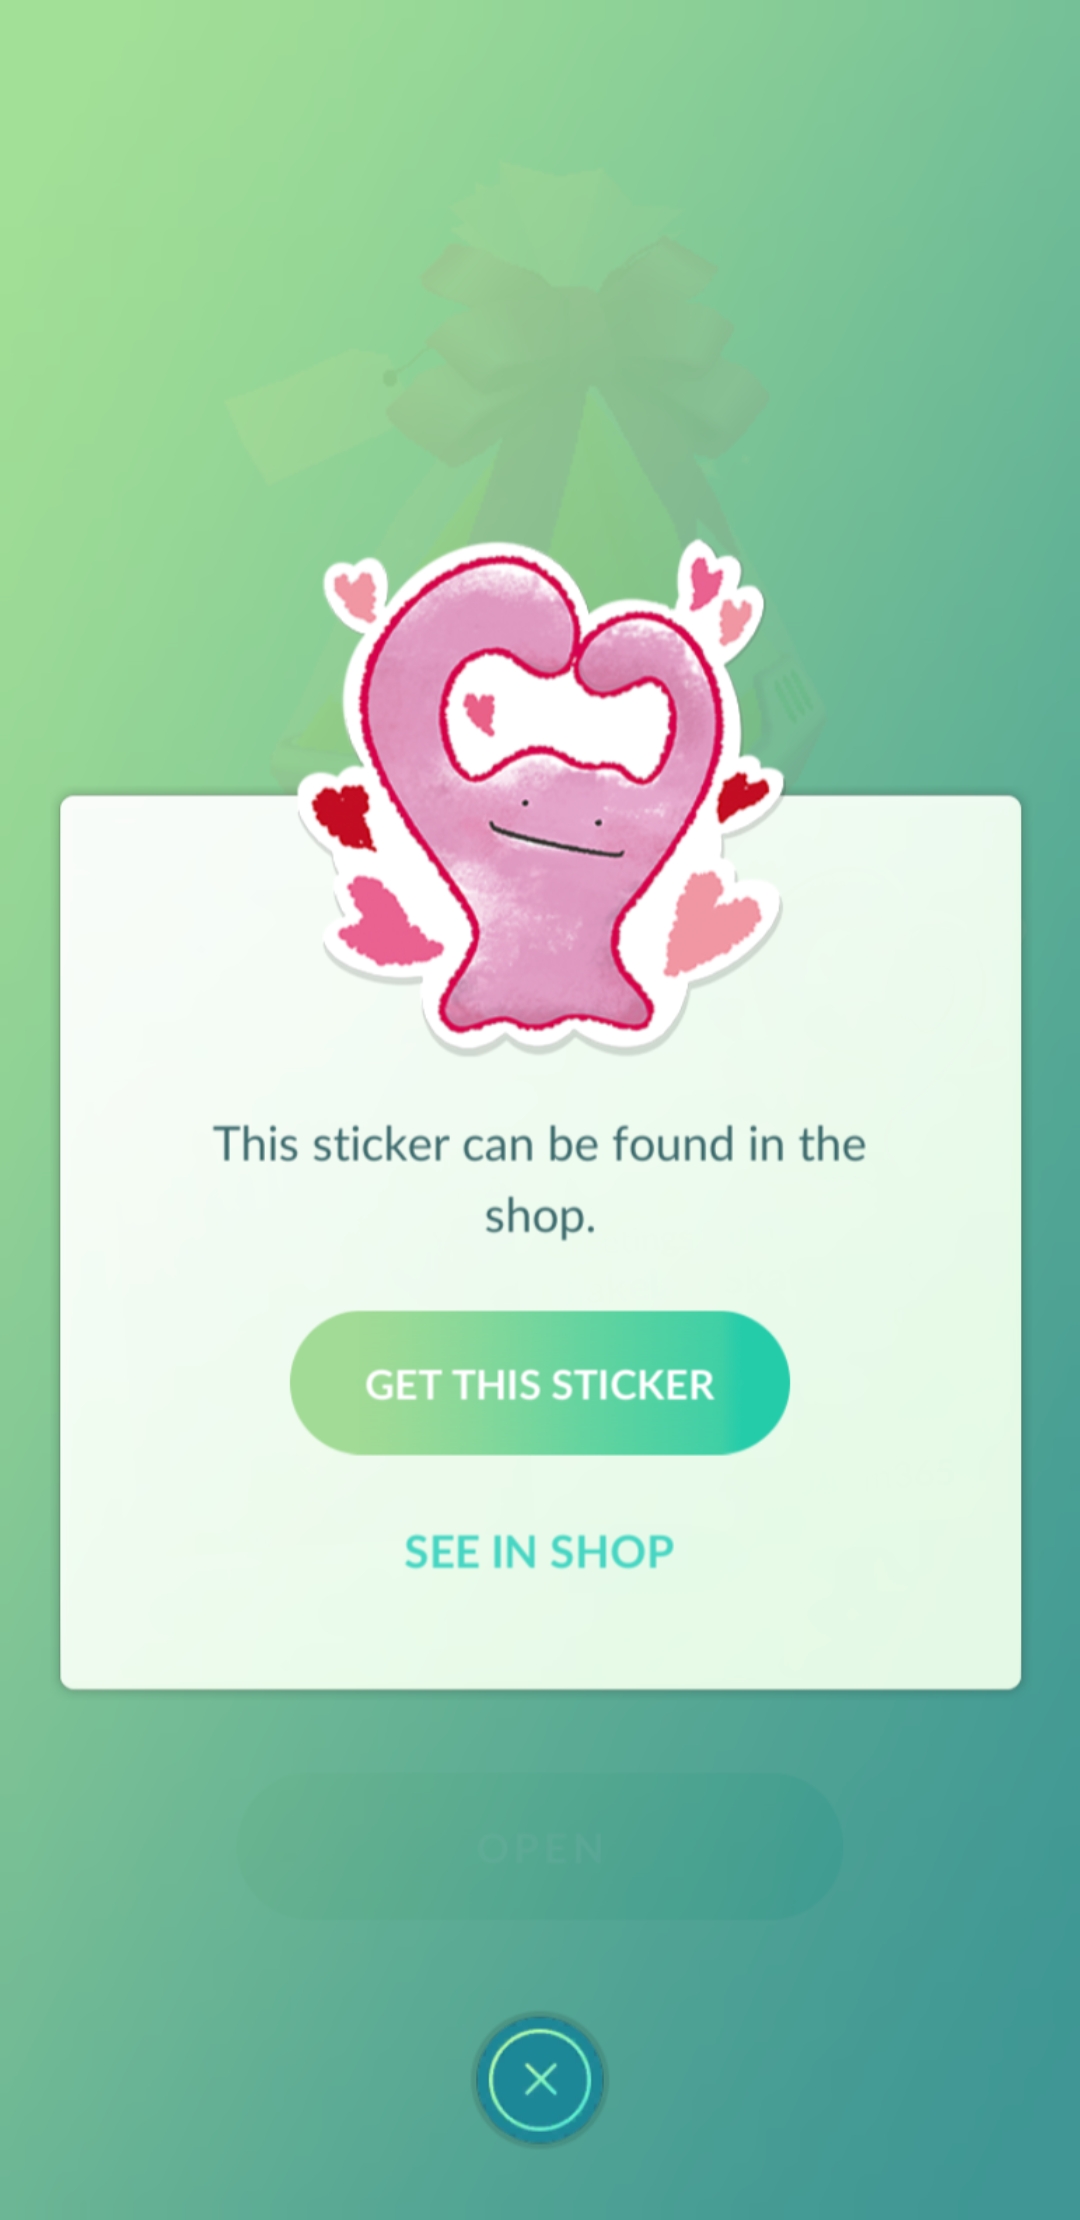 This sticker can be found in the
shop.
GET THIS STICKER
SEE IN SHOP
OPEN